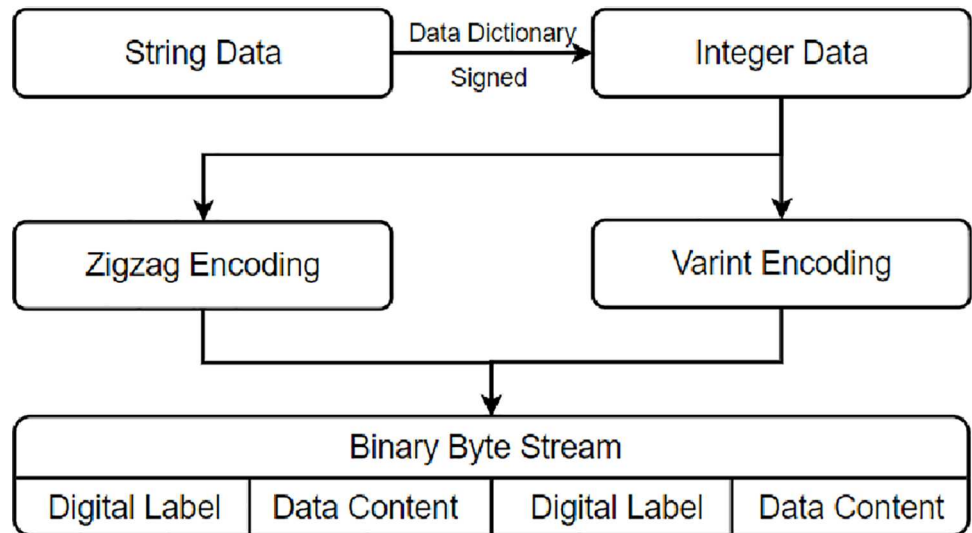 String Data
Data Dictionary
Signed
Integer Data
Zigzag Encoding
Varint Encoding
Binary Byte Stream
Digital Label
Data Content
Digital Label
Data Content